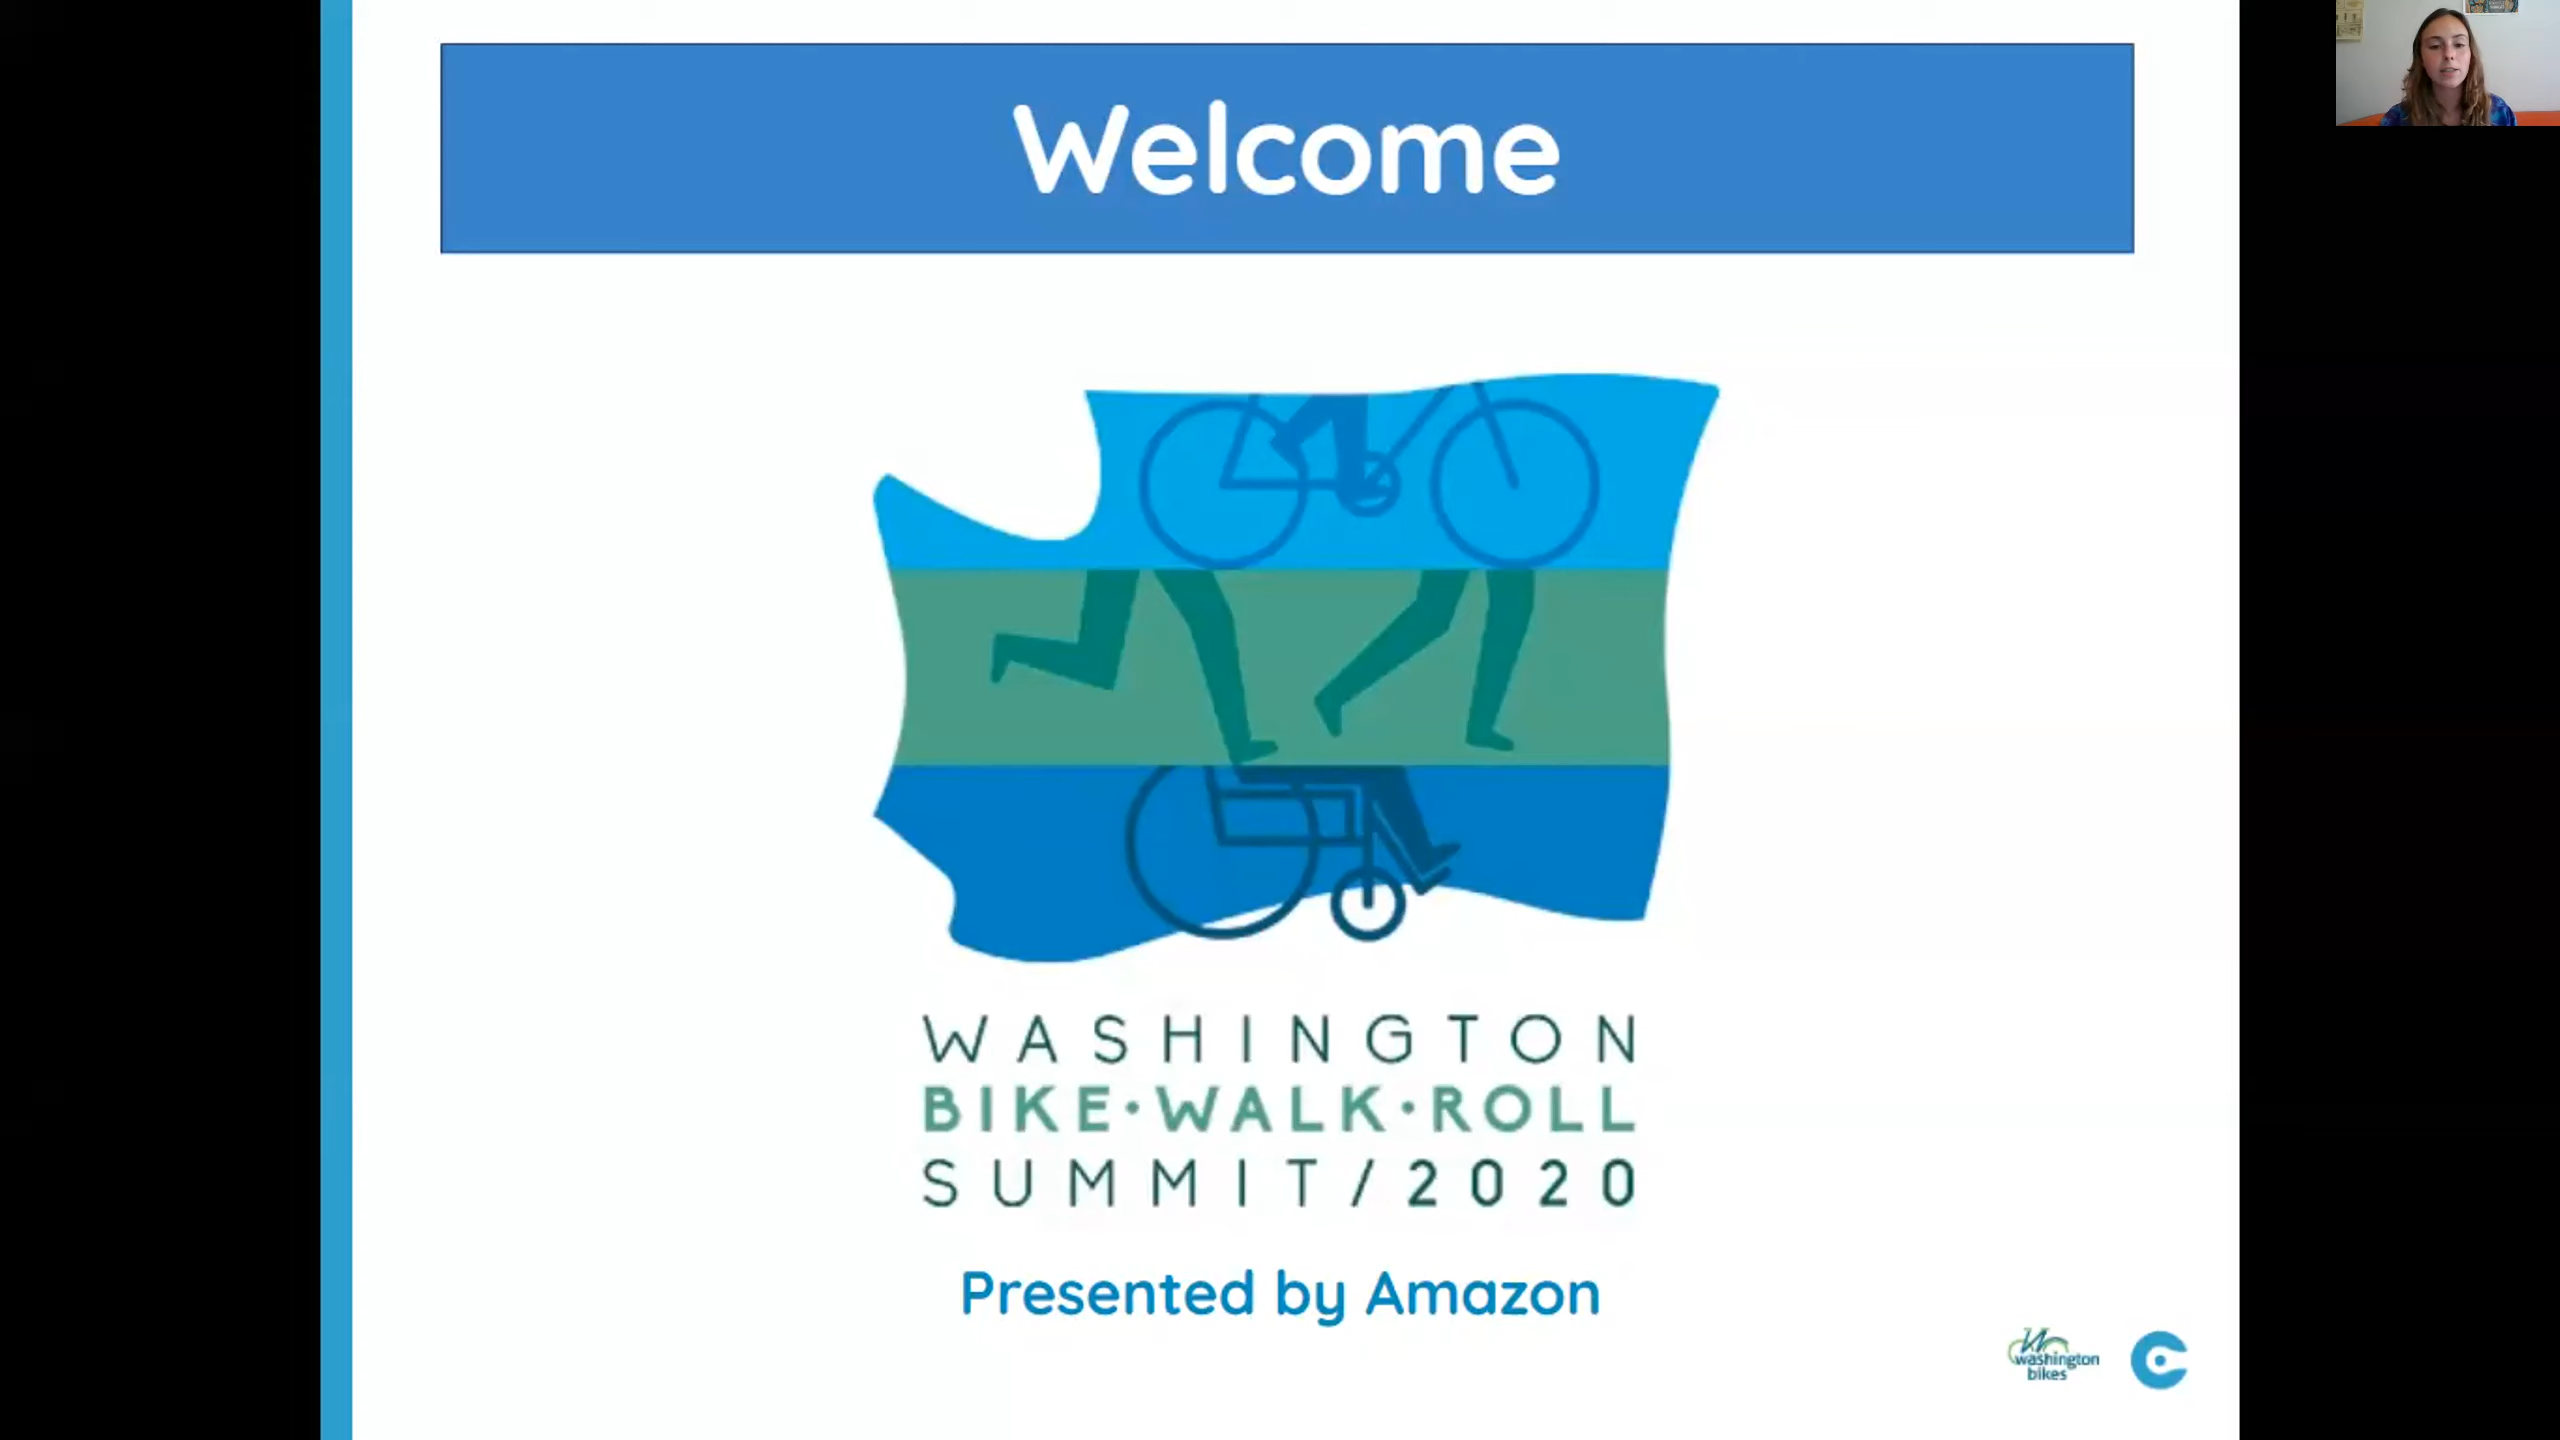 Welcome
WASHINGTON
BIKE·WALK·ROLL
SUMMIT/2020
Presented by Amazon
washington
bikes